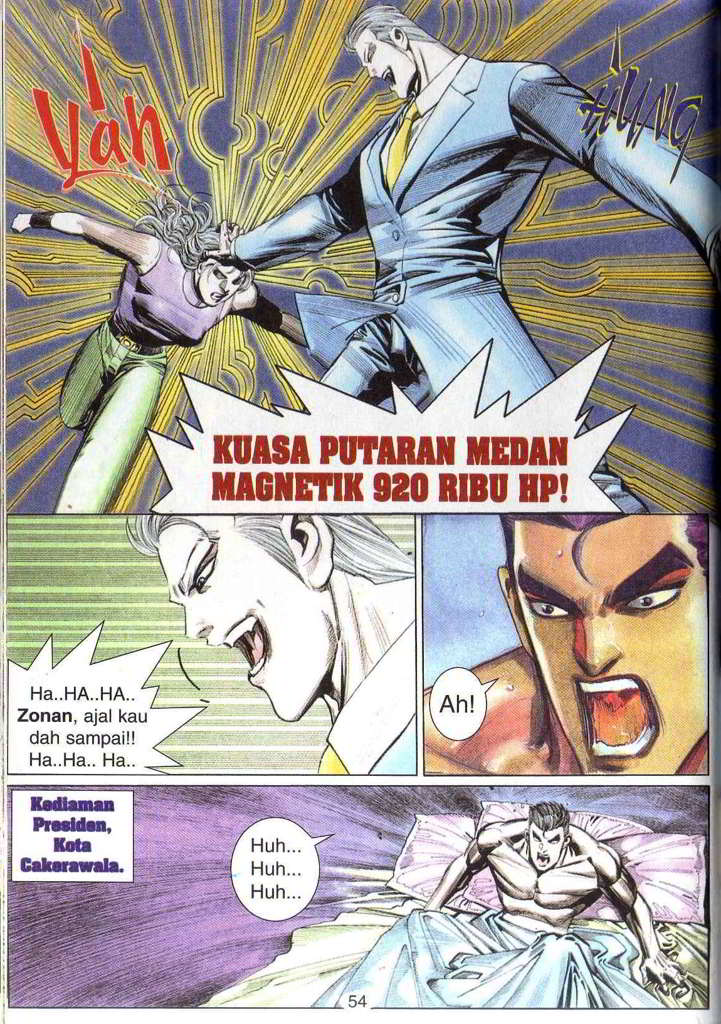 Yah
HUNG
KUASA PUTARAN MEDAN
MAGNETIK 920 RIBU HP!
Ha..HA..HA..
Zonan, ajal kau
dah sampai!!
Ha..Ha.. Ha..
Ah!
Kediaman
Presiden,
Kota
Cakerawala.
Huh...
Huh...
Huh...
54